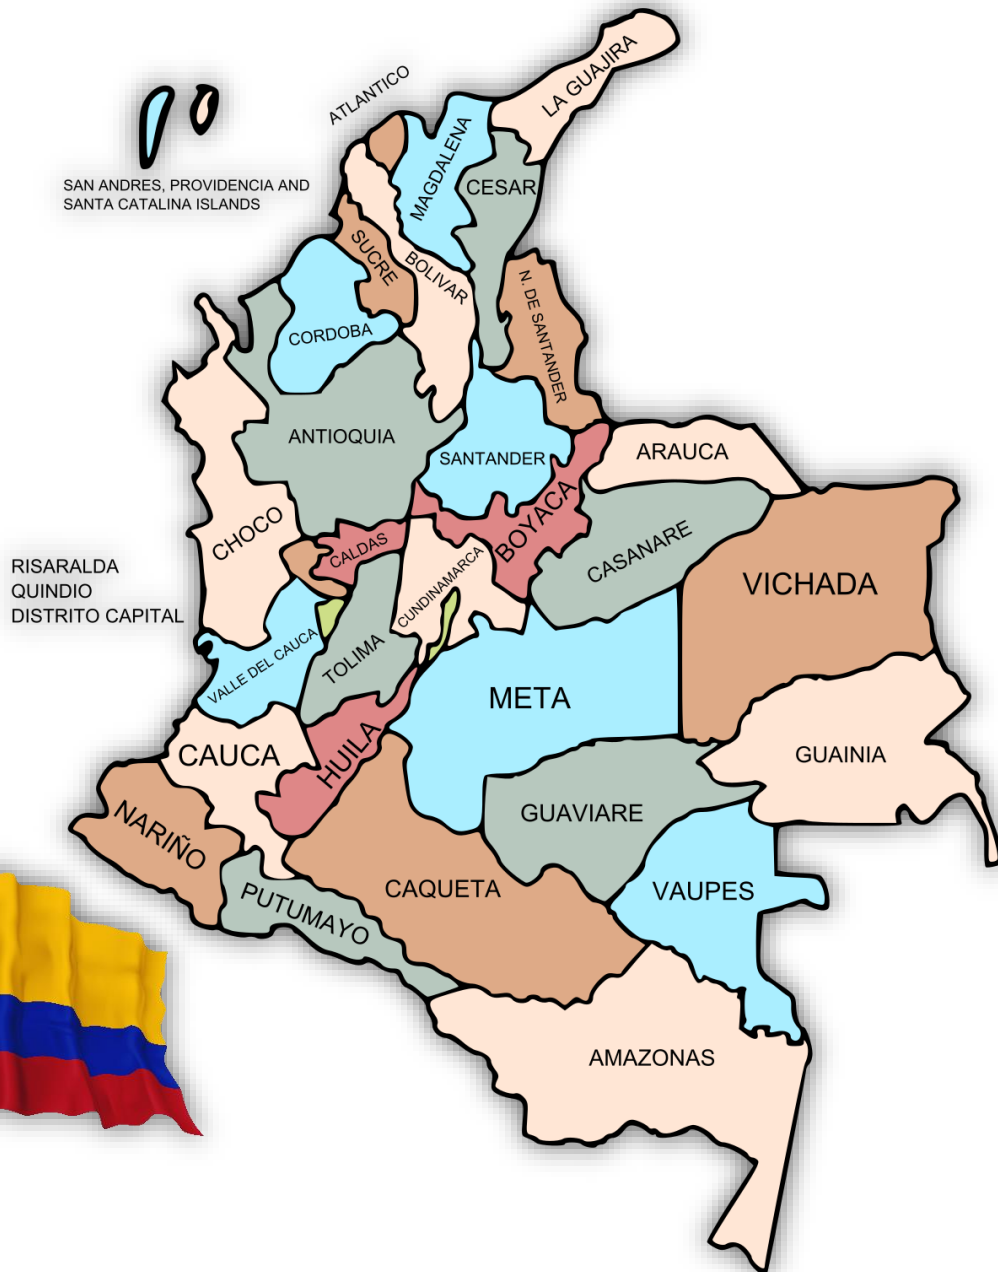 LA GUAJIRA
ATLANTICO
MAGDALENA
CESAR
SAN ANDRES, PROVIDENCIA AND
SANTA CATALINA ISLANDS
SUCRE
BOLIVAR
N. DE SANTANDER
CORDOBA
ANTIOQUIA
SANTANDER
ARAUCA
CHOCO
BOYACA
CALDAS
CASANARE
CUNDINAMARCA
VICHADA
RISARALDA
QUINDIO
DISTRITO CAPITAL
VALLE DEL CAUCA
TOLIMA
META
CAUCA
HUILA
GUAINIA
GUAVIARE
NARIÑO
CAQUETA
VAUPES
PUTUMAYO
AMAZONAS